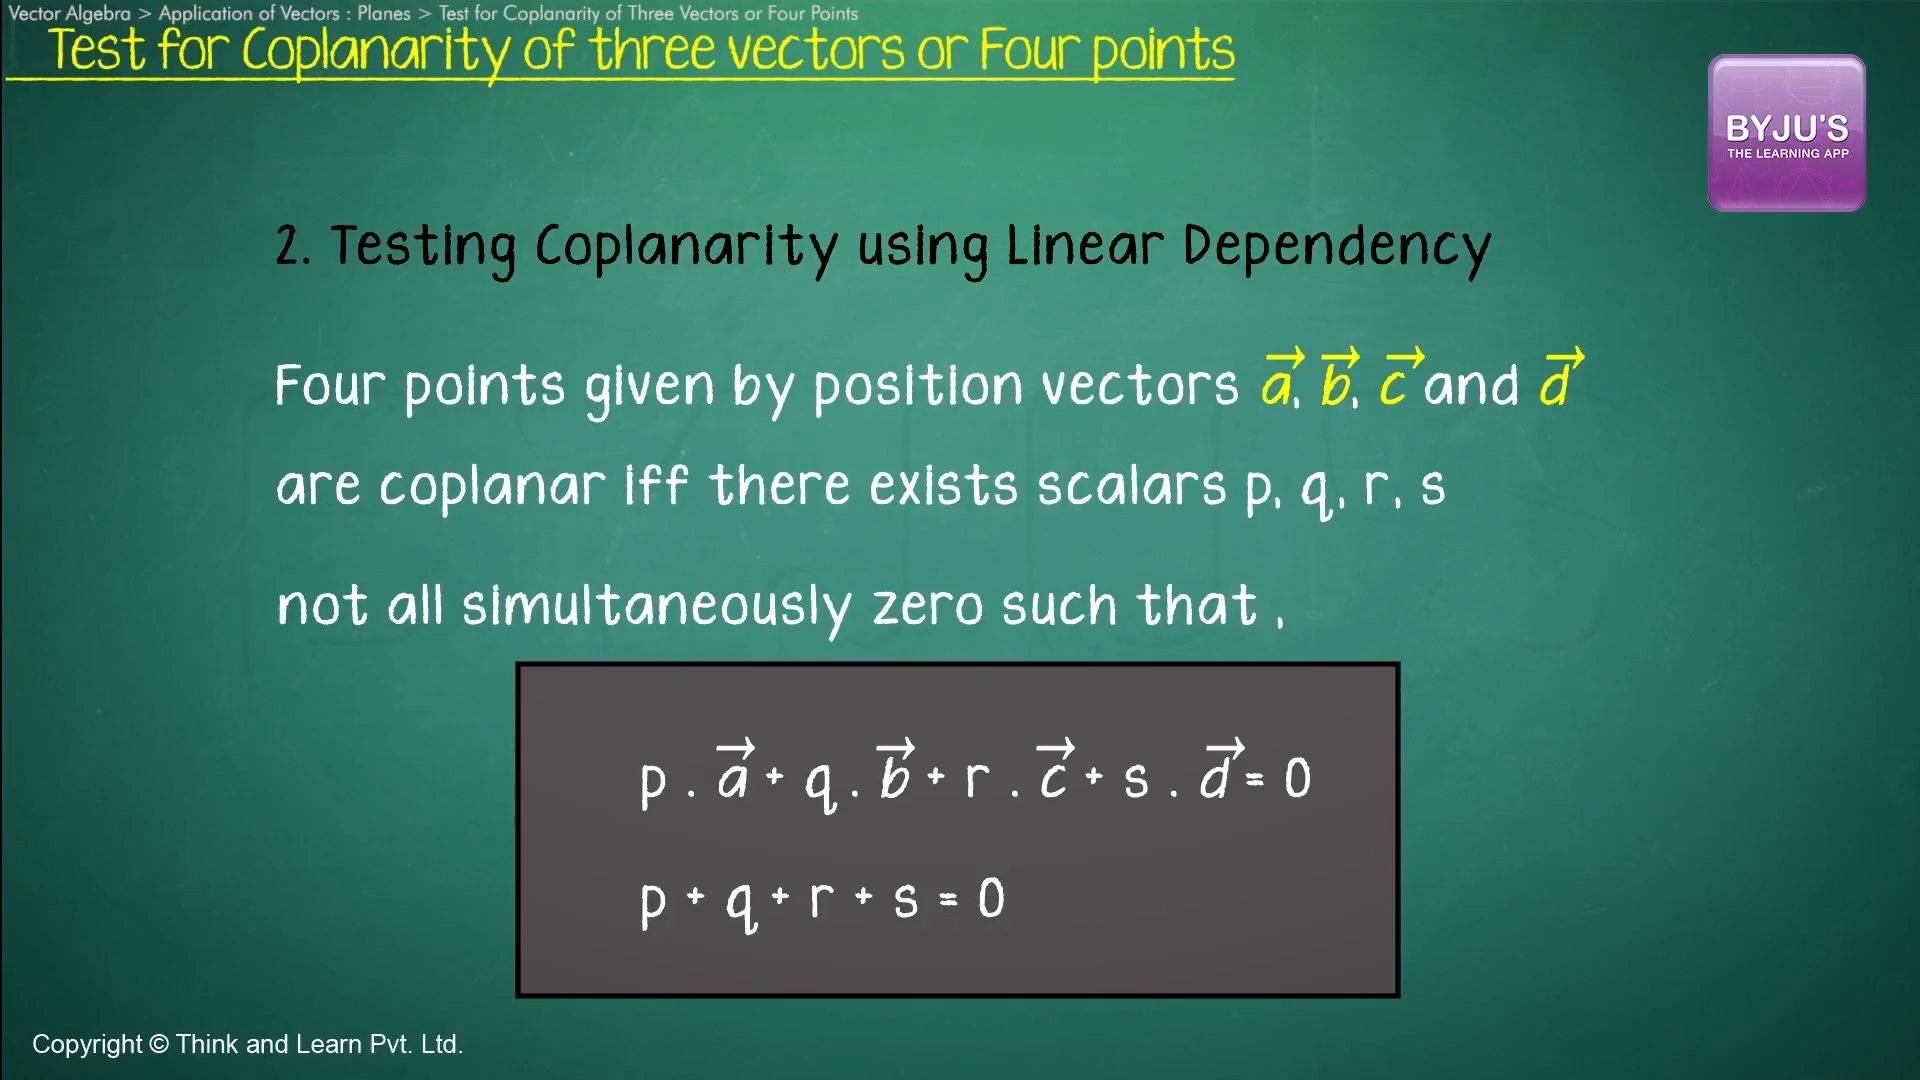 Vector Algebra > Application of Vectors : Planes > Test for Coplanarity of Three Vectors or Four Points
Test for Coplanarity of three vectors or Four points
BYJU'S
THE LEARNING APP
2. Testing Coplanarity using Linear Dependency
Four points given by position vectors a⃗, b⃗, c⃗ and d⃗
are coplanar iff there exists scalars p, q, r, s
not all simultaneously zero such that ,
p . a⃗ + q . b⃗ + r . c⃗ + s . d⃗ = 0
p + q + r + s = 0
Copyright © Think and Learn Pvt. Ltd.